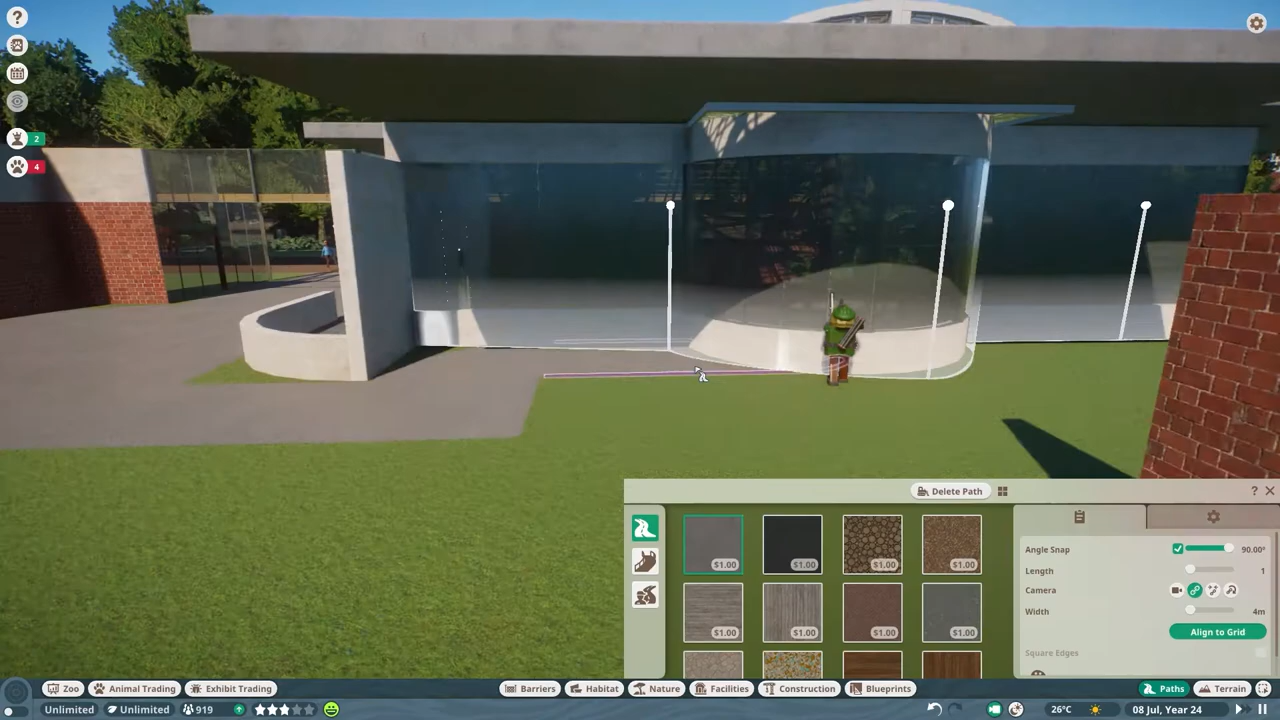 ?
2
4
Delete Path
?
$1.00 $1.00 $1.00 $1.00
$1.00 $1.00 $1.00 $1.00
Angle Snap 90.00°
Length 1
Camera
Width 4m
Align to Grid
Square Edges
Zoo Animal Trading Exhibit Trading Barriers Habitat Nature Facilities Construction Blueprints Paths Terrain
Unlimited Unlimited 919 26°C 08 Jul, Year 24